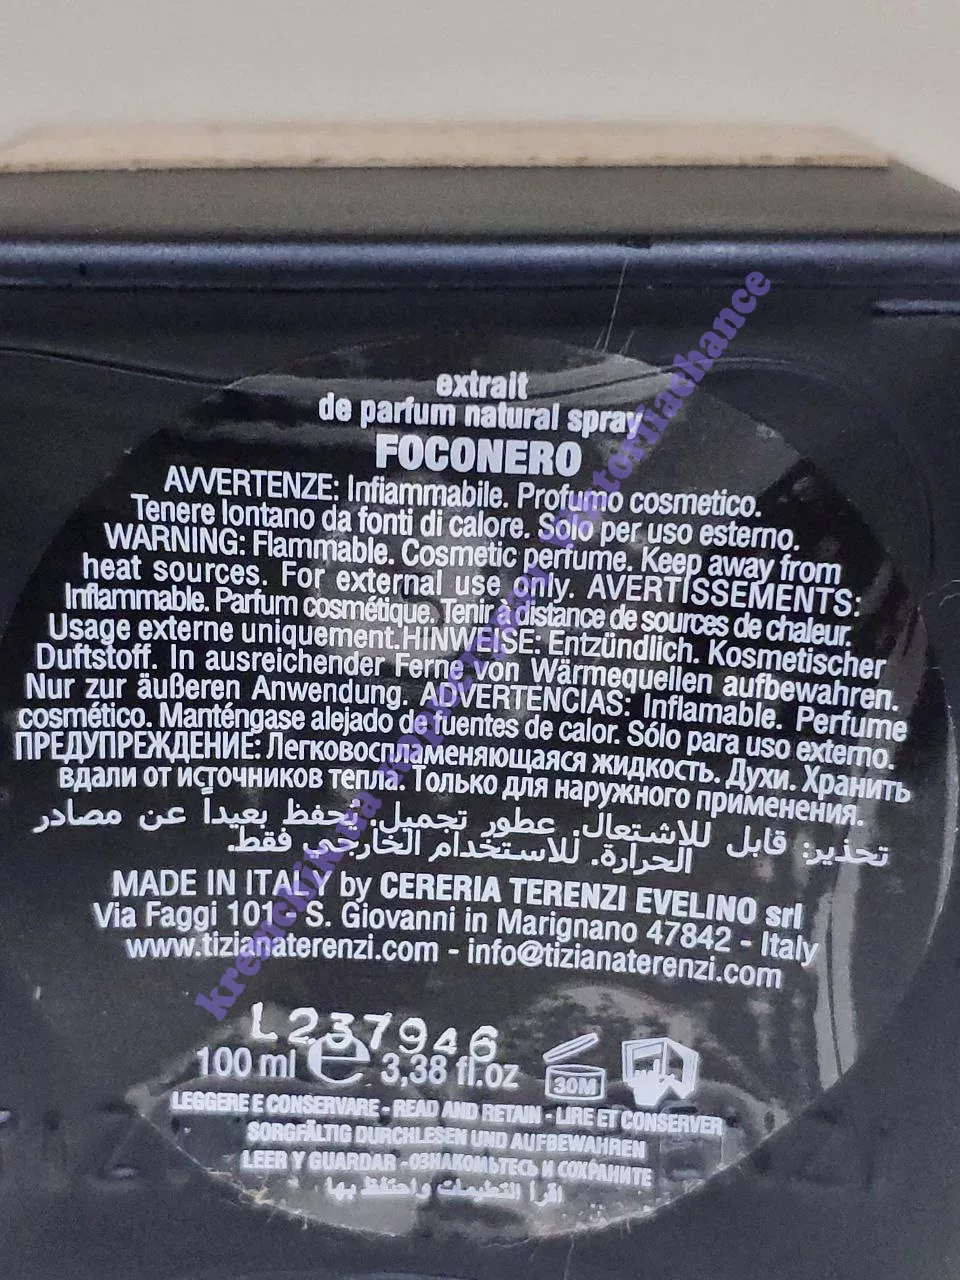 extrait
de parfum natural spray
FOCONERO
AVVERTENZE: Infiammabile. Profumo cosmetico.
Tenere lontano da fonti di calore. Solo per uso esterno.
WARNING: Flammable. Cosmetic perfume. Keep away from
heat sources. For external use only. AVERTISSEMENTS:
Inflammable. Parfum cosmétique. Tenir à distance de sources de chaleur.
Usage externe uniquement. HINWEISE: Entzündlich. Kosmetischer
Duftstoff. In ausreichender Ferne von Wärmequellen aufbewahren.
Nur zur äußeren Anwendung. ADVERTENCIAS: Inflamable. Perfume
cosmético. Manténgase alejado de fuentes de calor. Sólo para uso externo.
ПРЕДУПРЕЖДЕНИЕ: Легковоспламеняющаяся жидкость. Духи. Хранить
вдали от источников тепла. Только для наружного применения.
تحذير: قابل للاشتعال. عطور تجميل. يُحفظ بعيداً عن مصادر
الحرارة. للاستخدام الخارجي فقط.
MADE IN ITALY by CERERIA TERENZI EVELINO srl
Via Faggi 101 - S. Giovanni in Marignano 47842 - Italy
www.tizianaterenzi.com - info@tizianaterenzi.com
L237946
100 ml e 3,38 fl.oz
30M
LEGGERE E CONSERVARE - READ AND RETAIN - LIRE ET CONSERVER
SORGFÄLTIG DURCHLESEN UND AUFBEWAHREN
LEER Y GUARDAR - ОЗНАКОМЬТЕСЬ И СОХРАНИТЕ
اقرأ التعليمات واحتفظ بها